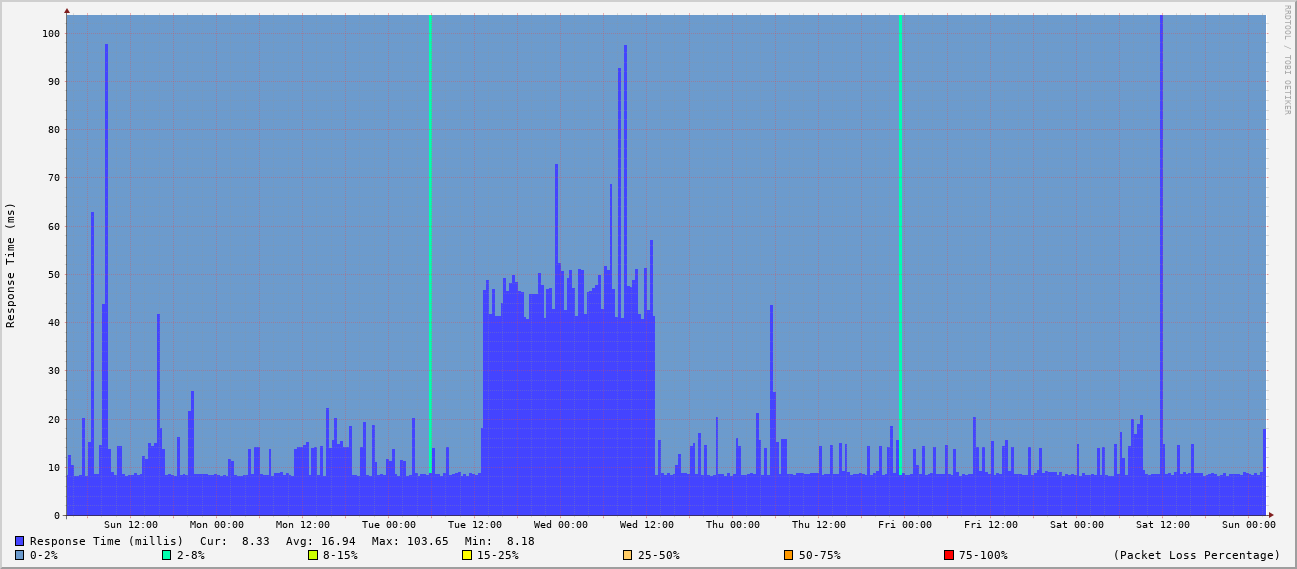 RRDTOOL / TOBI OETIKER
Response Time (ms)
100
90
80
70
60
50
40
30
20
10
0
Sun 12:00 Mon 00:00 Mon 12:00 Tue 00:00 Tue 12:00 Wed 00:00 Wed 12:00 Thu 00:00 Thu 12:00 Fri 00:00 Fri 12:00 Sat 00:00 Sat 12:00 Sun 00:00
Response Time (millis) Cur: 8.33 Avg: 16.94 Max: 103.65 Min: 8.18
0-2% 2-8% 8-15% 15-25% 25-50% 50-75% 75-100% (Packet Loss Percentage)